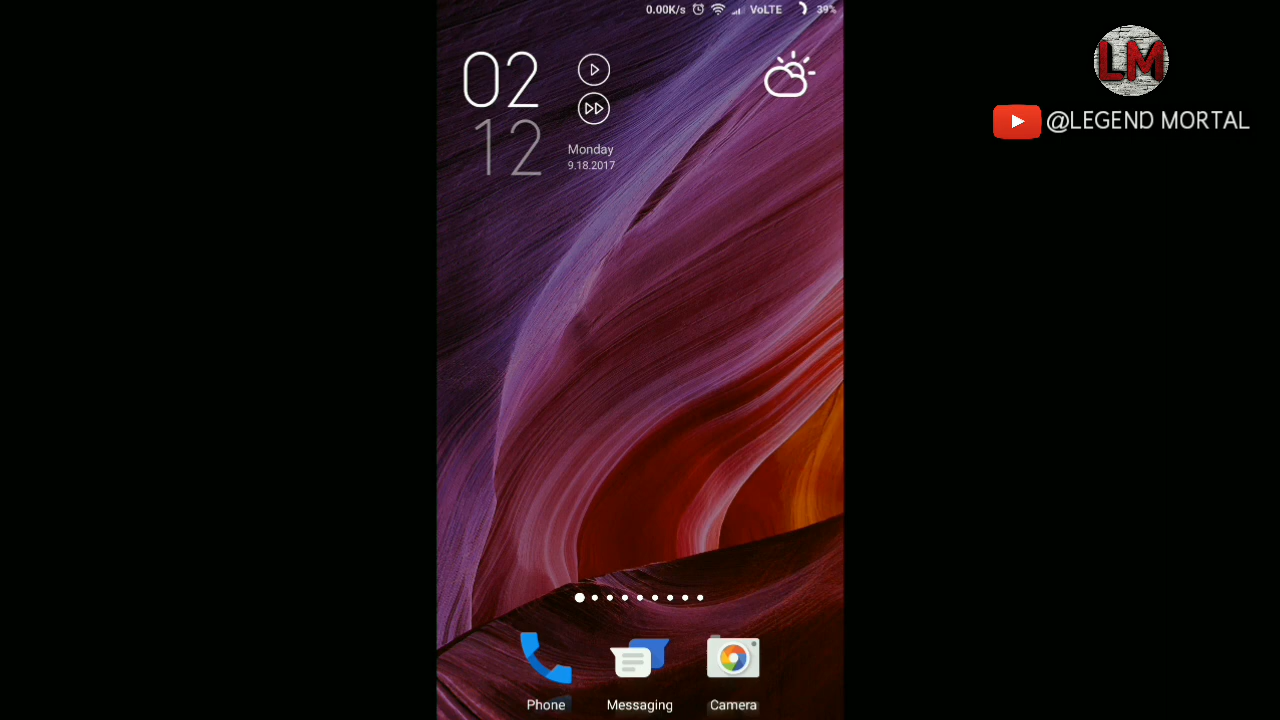 0.00K/s VoLTE 39%
02
12
Monday
9.18.2017
Phone
Messaging
Camera
LM
@LEGEND MORTAL